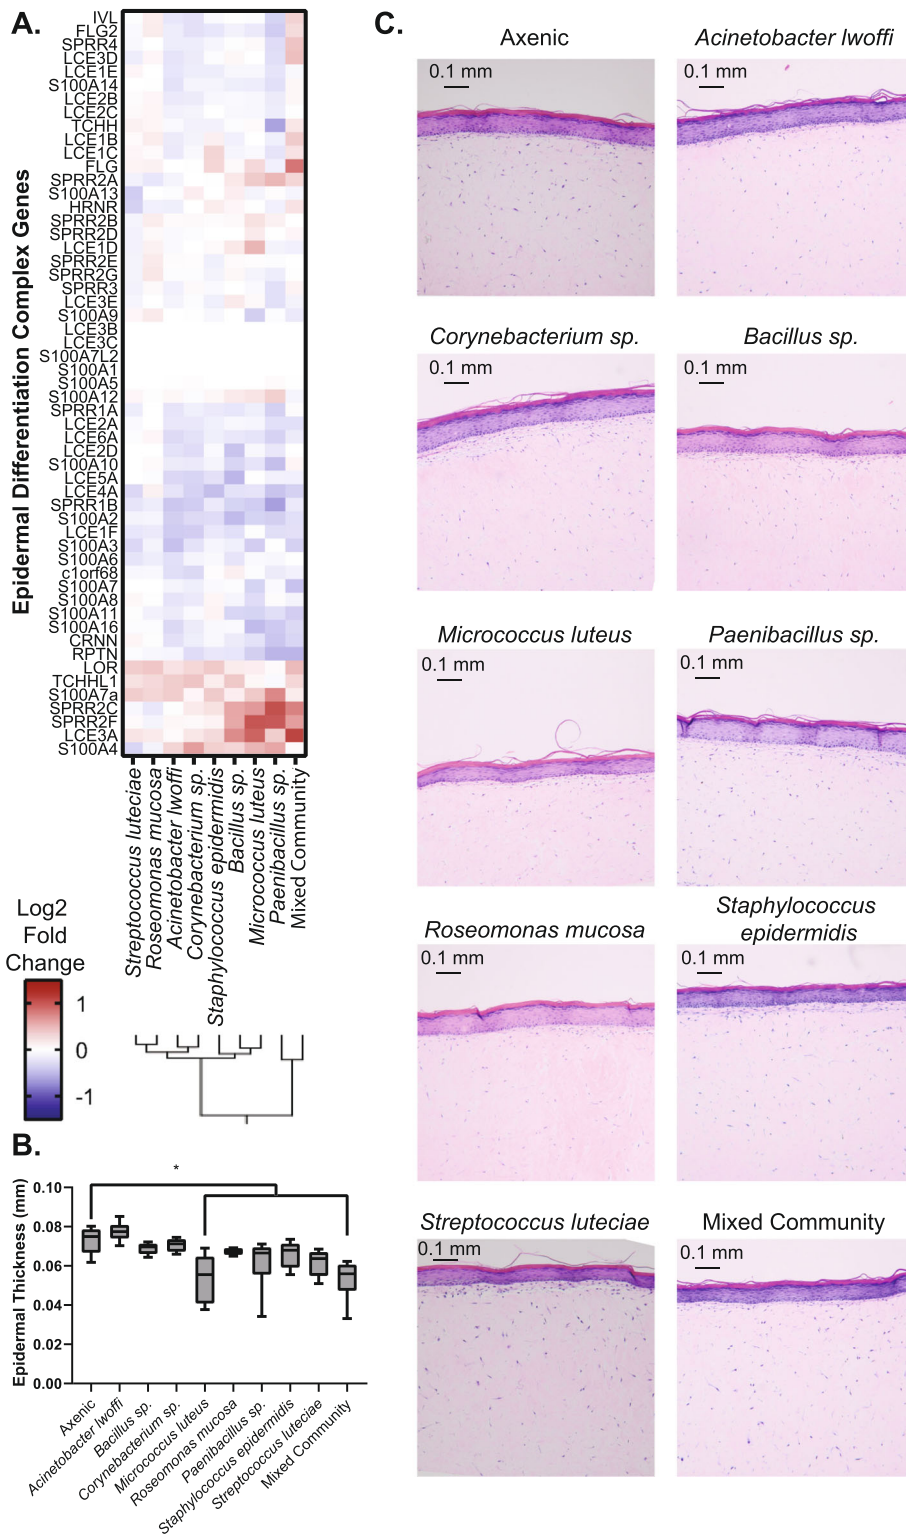 A.
Epidermal Differentiation Complex Genes
IVL
FLG2
SPRR4
LCE3D
LCE1E
S100A14
LCE2B
LCE2C
TCHH
LCE1B
LCE1C
FLG
SPRR2A
S100A13
HRNR
SPRR2B
SPRR2D
LCE1D
SPRR2E
SPRR2G
SPRR3
LCE3E
S100A9
LCE3B
LCE3C
S100A7L2
S100A1
S100A5
S100A12
SPRR1A
LCE2A
LCE6A
LCE2D
S100A10
LCE5A
LCE4A
SPRR1B
S100A2
LCE1F
S100A3
S100A6
c1orf68
S100A7
S100A8
S100A11
S100A16
CRNN
RPTN
LOR
TCHHL1
S100A7a
SPRR2C
SPRR2F
LCE3A
S100A4
Streptococcus luteciae
Roseomonas mucosa
Acinetobacter lwoffi
Corynebacterium sp.
Staphylococcus epidermidis
Bacillus sp.
Micrococcus luteus
Paenibacillus sp.
Mixed Community
Log2
Fold
Change
1
0
-1
B.
Epidermal Thickness (mm)
0.10
0.08
0.06
0.04
0.02
0.00
*
Axenic
Acinetobacter lwoffi
Bacillus sp.
Corynebacterium sp.
Micrococcus luteus
Roseomonas mucosa
Paenibacillus sp.
Staphylococcus epidermidis
Streptococcus luteciae
Mixed Community
C.
Axenic
0.1 mm
Acinetobacter lwoffi
0.1 mm
Corynebacterium sp.
0.1 mm
Bacillus sp.
0.1 mm
Micrococcus luteus
0.1 mm
Paenibacillus sp.
0.1 mm
Roseomonas mucosa
0.1 mm
Staphylococcus
epidermidis
0.1 mm
Streptococcus luteciae
0.1 mm
Mixed Community
0.1 mm